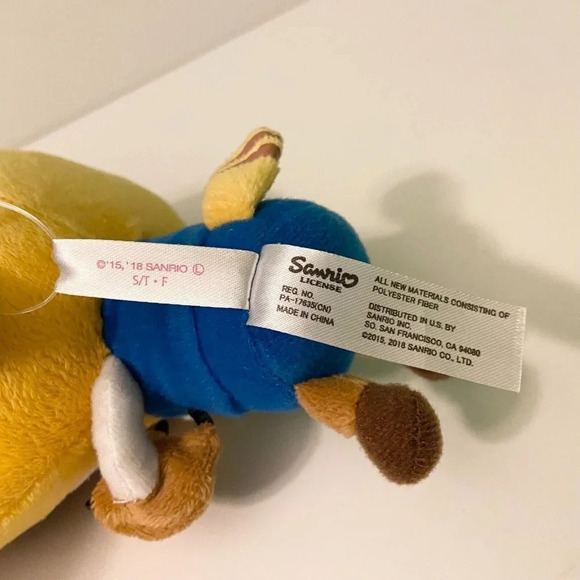 ©'15,'18 SANRIO Ⓛ
S/T・F
Sanrio
LICENSE
REG. NO.
PA-17635(CN)
MADE IN CHINA
ALL NEW MATERIALS CONSISTING OF
POLYESTER FIBER
DISTRIBUTED IN U.S. BY
SANRIO INC.
SO. SAN FRANCISCO, CA 94080
©2015, 2018 SANRIO CO., LTD.